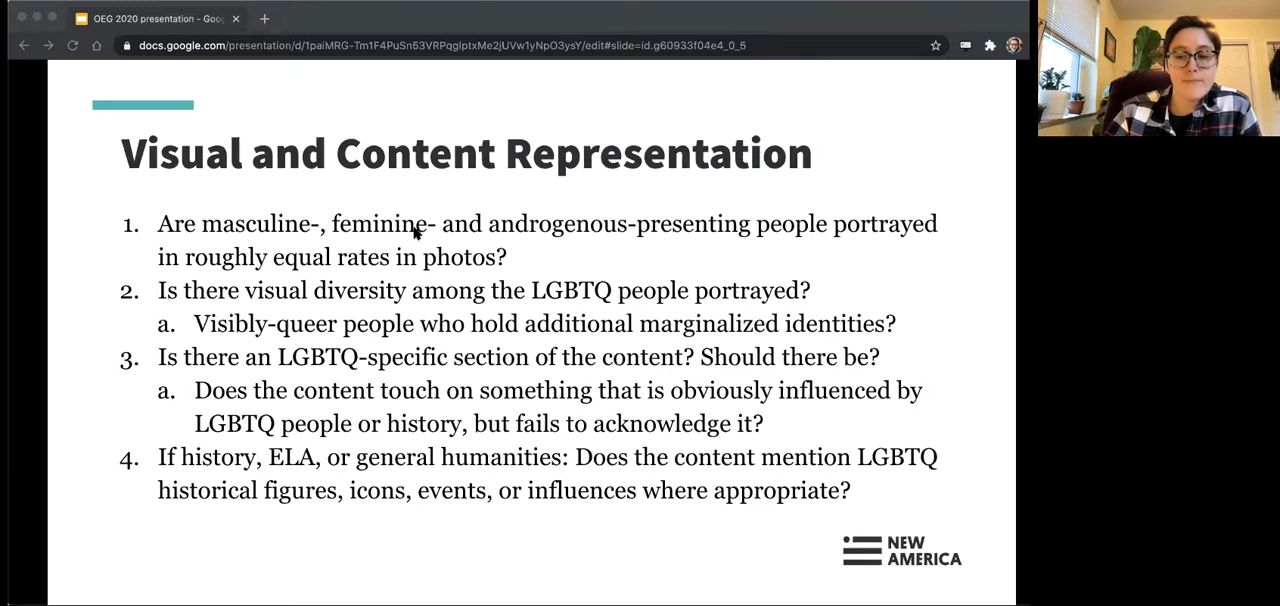 OEG 2020 presentation - Goo
docs.google.com/presentation/d/1paiMRG-Tm1F4PuSn53VRPqglptxMe2jUVw1yNpO3ysY/edit#slide=id.g60933f04e4_0_5
Visual and Content Representation
1. Are masculine-, feminine- and androgenous-presenting people portrayed
in roughly equal rates in photos?
2. Is there visual diversity among the LGBTQ people portrayed?
a. Visibly-queer people who hold additional marginalized identities?
3. Is there an LGBTQ-specific section of the content? Should there be?
a. Does the content touch on something that is obviously influenced by
LGBTQ people or history, but fails to acknowledge it?
4. If history, ELA, or general humanities: Does the content mention LGBTQ
historical figures, icons, events, or influences where appropriate?
NEW
AMERICA